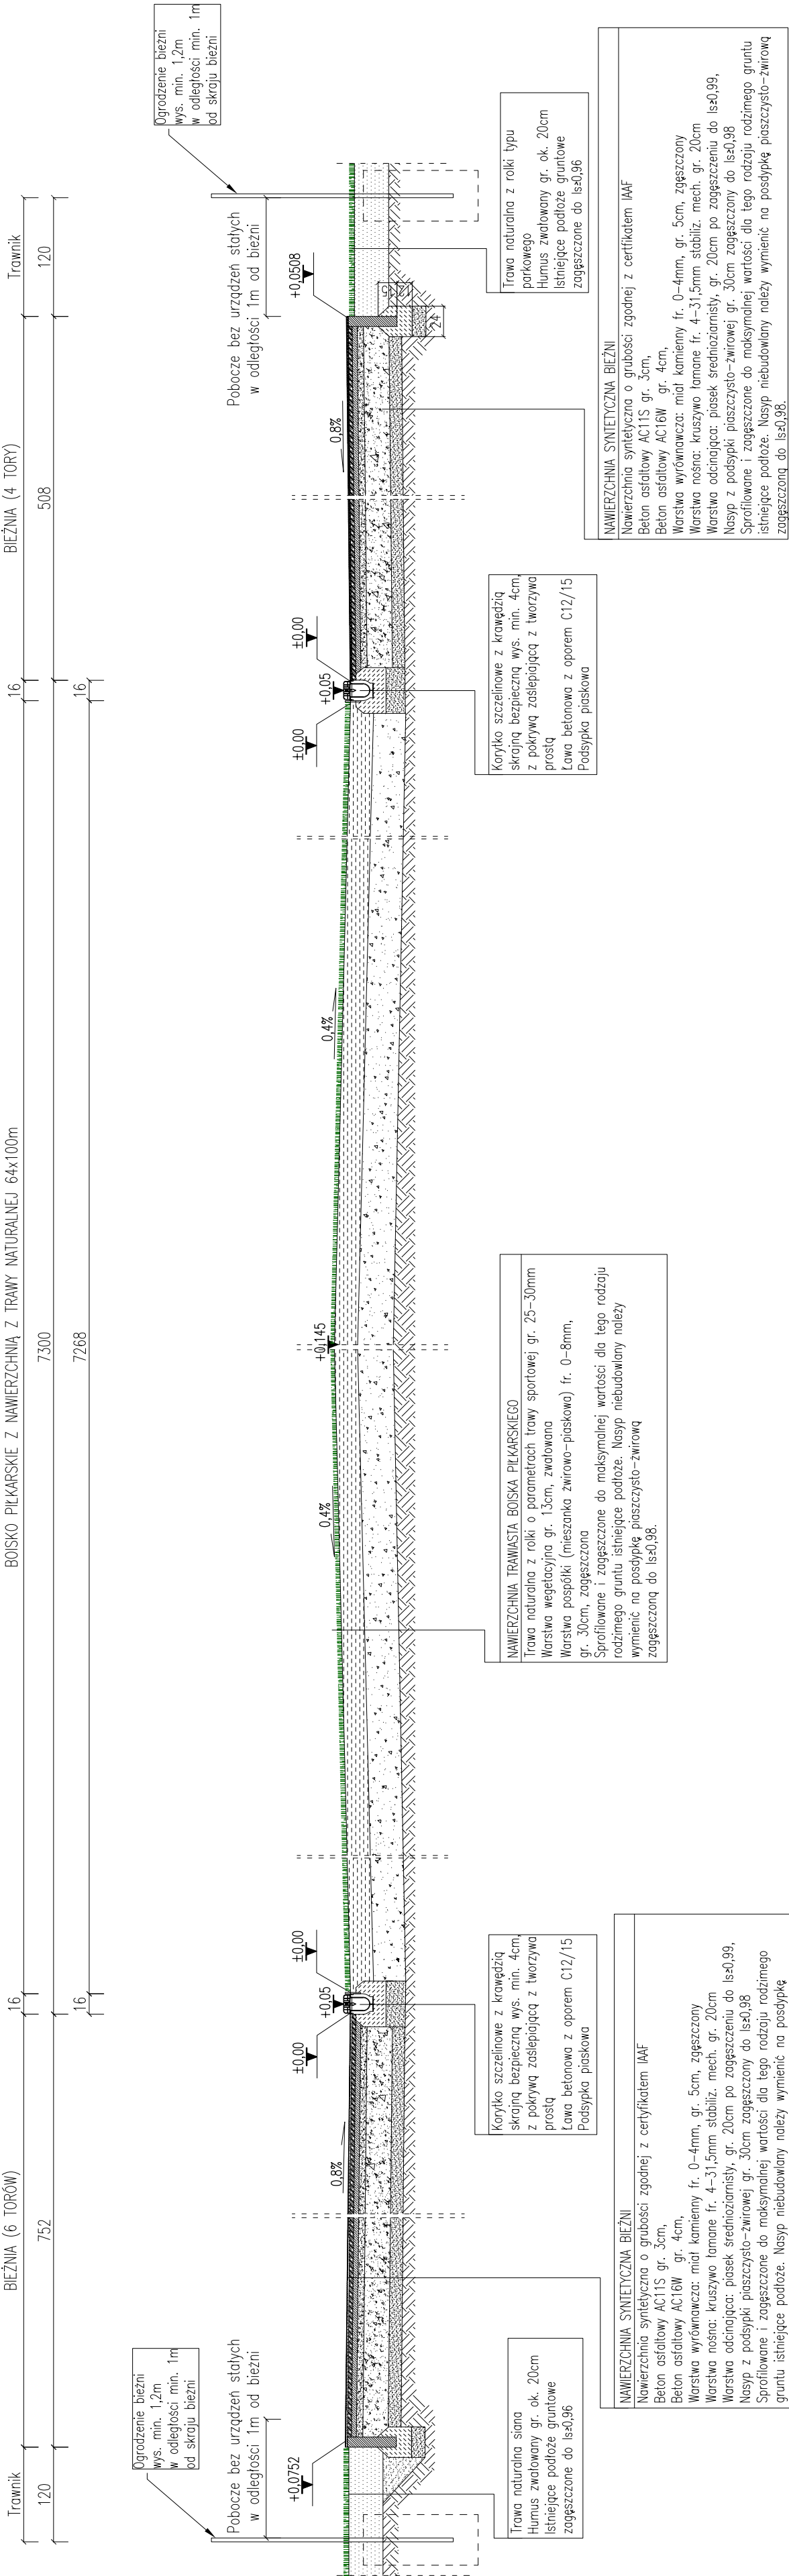 Trawnik
BIEŻNIA (6 TORÓW)
16
BOISKO PIŁKARSKIE Z NAWIERZCHNIĄ Z TRAWY NATURALNEJ 64x100m
16
BIEŻNIA (4 TORY)
Trawnik
120
752
7300
508
120
16
7268
16
Ogrodzenie bieżni
wys. min. 1,2m
w odległości min. 1m
od skraju bieżni
Pobocze bez urządzeń stałych
w odległości 1m od bieżni
+0,0752
0,8%
±0,00
+0,05
±0,00
0,4%
+0,145
0,4%
±0,00
+0,05
±0,00
0,8%
Pobocze bez urządzeń stałych
w odległości 1m od bieżni
+0,0508
Ogrodzenie bieżni
wys. min. 1,2m
w odległości min. 1m
od skraju bieżni
24
Trawa naturalna siana
Humus zwałowany gr. ok. 20cm
Istniejące podłoże gruntowe
zagęszczone do Is≥0,96
NAWIERZCHNIA SYNTETYCZNA BIEŻNI
Nawierzchnia syntetyczna o grubości zgodnej z certyfikatem IAAF
Beton asfaltowy AC11S gr. 3cm,
Beton asfaltowy AC16W gr. 4cm,
Warstwa wyrównawcza: miał kamienny fr. 0-4mm, gr. 5cm, zgęszczony
Warstwa nośna: kruszywo łamane fr. 4-31,5mm stabiliz. mech. gr. 20cm
Warstwa odcinająca: piasek średnioziarnisty, gr. 20cm po zagęszczeniu do Is≥0,99,
Nasyp z podsypki piaszczysto-żwirowej gr. 30cm zagęszczony do Is≥0,98
Sprofilowane i zagęszczone do maksymalnej wartości dla tego rodzaju rodzimego
gruntu istniejące podłoże. Nasyp niebudowlany należy wymienić na posdypkę
Korytko szczelinowe z krawędzią
skrajną bezpieczną wys. min. 4cm,
z pokrywą zaślepiającą z tworzywa
prostą
Ława betonowa z oporem C12/15
Podsypka piaskowa
NAWIERZCHNIA TRAWIASTA BOISKA PIŁKARSKIEGO
Trawa naturalna z rolki o parametrach trawy sportowej gr. 25-30mm
Warstwa wegetacyjna gr. 13cm, zwałowana
Warstwa pospółki (mieszanka żwirowo-piaskowa) fr. 0-8mm,
gr. 30cm, zagęszczona
Sprofilowane i zagęszczone do maksymalnej wartości dla tego rodzaju
rodzimego gruntu istniejące podłoże. Nasyp niebudowlany należy
wymienić na posdypkę piaszczysto-żwirową
zagęszczoną do Is≥0,98.
Korytko szczelinowe z krawędzią
skrajną bezpieczną wys. min. 4cm,
z pokrywą zaślepiającą z tworzywa
prostą
Ława betonowa z oporem C12/15
Podsypka piaskowa
NAWIERZCHNIA SYNTETYCZNA BIEŻNI
Nawierzchnia syntetyczna o grubości zgodnej z certfikatem IAAF
Beton asfaltowy AC11S gr. 3cm,
Beton asfaltowy AC16W gr. 4cm,
Warstwa wyrównawcza: miał kamienny fr. 0-4mm, gr. 5cm, zgęszczony
Warstwa nośna: kruszywo łamane fr. 4-31,5mm stabiliz. mech. gr. 20cm
Warstwa odcinająca: piasek średnioziarnisty, gr. 20cm po zagęszczeniu do Is≥0,99,
Nasyp z podsypki piaszczysto-żwirowej gr. 30cm zagęszczony do Is≥0,98
Sprofilowane i zagęszczone do maksymalnej wartości dla tego rodzaju rodzimego gruntu
istniejące podłoże. Nasyp niebudowlany należy wymienić na posdypkę piaszczysto-żwirową
zagęszczoną do Is≥0,98.
Trawa naturalna z rolki typu
parkowego
Humus zwałowany gr. ok. 20cm
Istniejące podłoże gruntowe
zagęszczone do Is≥0,96